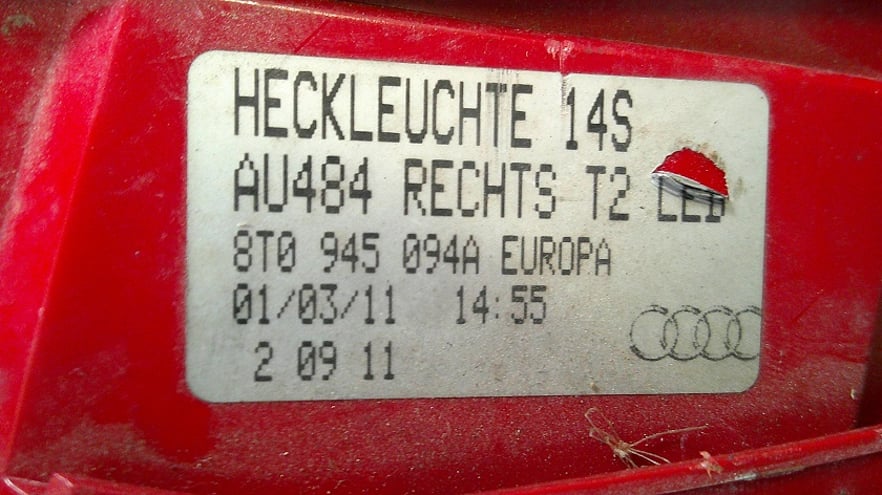 HECKLEUCHTE 14S
AU484 RECHTS T2 LED
8T0 945 094A EUROPA
01/03/11 14:55
2 09 11